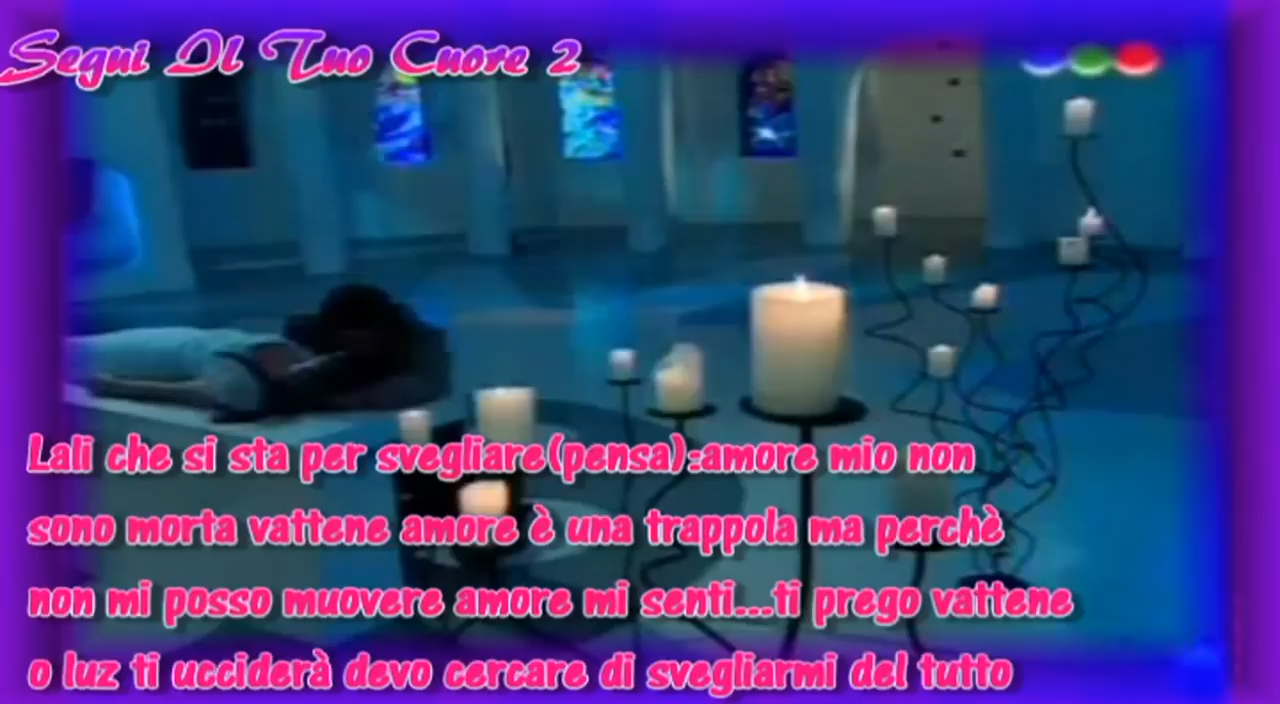 Segui Il Tuo Cuore 2
Lali che si sta per svegliare(pensa):amore mio non
sono morta vattene amore è una trappola ma perchè
non mi posso muovere amore mi senti...ti prego vattene
o luz ti ucciderà devo cercare di svegliarmi del tutto